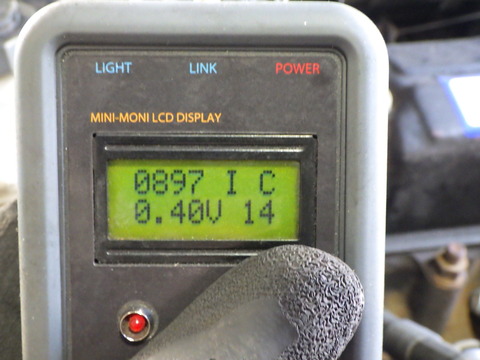 LIGHT LINK POWER
MINI-MONI LCD DISPLAY
0897 I C
0.40V 14